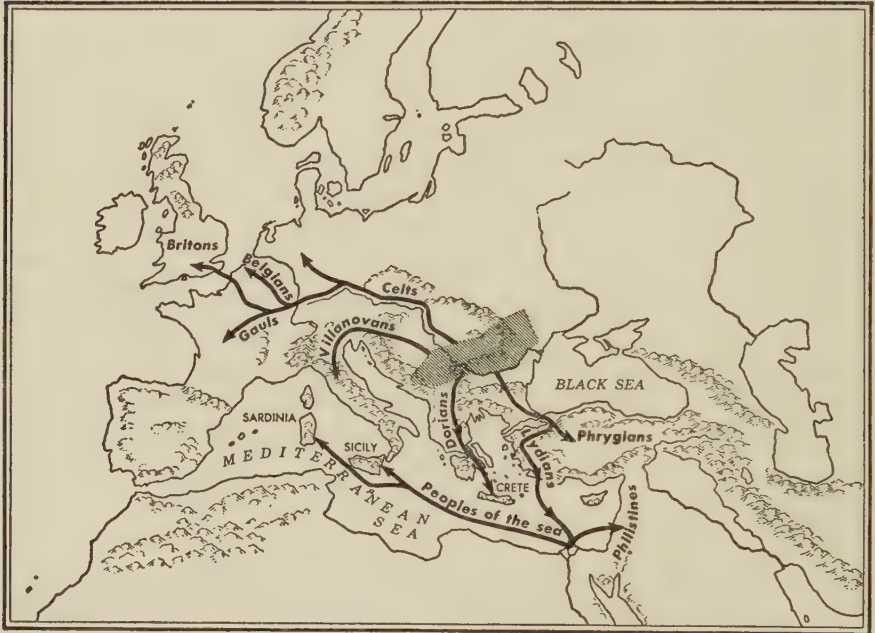 Britons
Belgians
Celts
Gauls
Villanovans
BLACK SEA
SARDINIA
Dorians
Phrygians
SICILY
Lydians
MEDITERRANEAN
SEA
CRETE
Peoples of the sea
Philistines